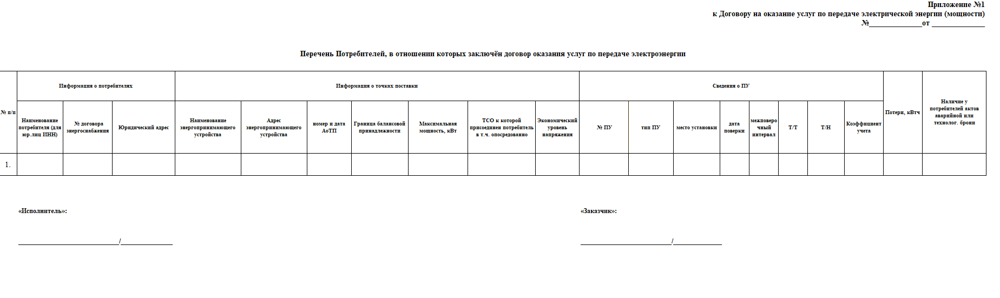 Приложение №1
к Договору на оказание услуг по передаче электрической энергии (мощности)
№______________от ______________
Перечень Потребителей, в отношении которых заключён договор оказания услуг по передаче электроэнергии
№ п/п
Информация о потребителях
Информация о точках поставки
Сведения о ПУ
Потери, кВтч
Наличие у
потребителей актов
аварийной или
технолог. брони
Наименование
потребителя (для
юр.лиц ИНН)
№ договора
энергоснабжения
Юридический адрес
Наименование
энергопринимающего
устройства
Адрес
энергопринимающего
устройства
номер и дата
АоТП
Граница балансовой
принадлежности
Максимальная
мощность, кВт
ТСО к которой
присоединен потребитель
в т.ч. опосредованно
Экономический
уровень
напряжения
№ ПУ
тип ПУ
место установки
дата
поверки
межповеро
чный
интервал
Т/Т
Т/Н
Коэффициент
учета
1.
«Исполнитель»:
«Заказчик»:
___________________________/______________
________________________/_____________